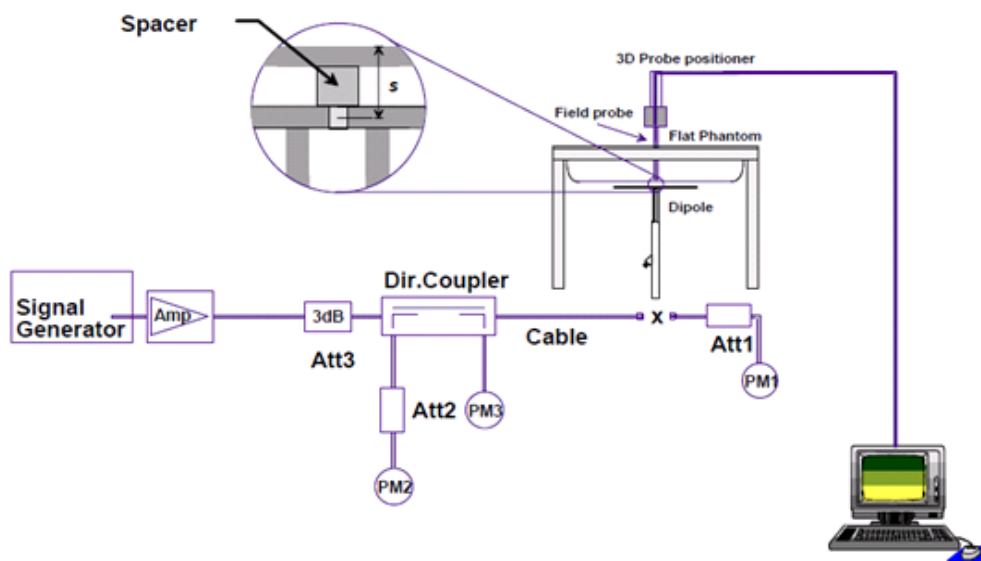 Spacer
s
3D Probe positioner
Field probe
Flat Phantom
Dipole
Signal
Generator
Amp
3dB
Att3
Dir.Coupler
Cable
x
Att1
PM1
Att2
PM3
PM2